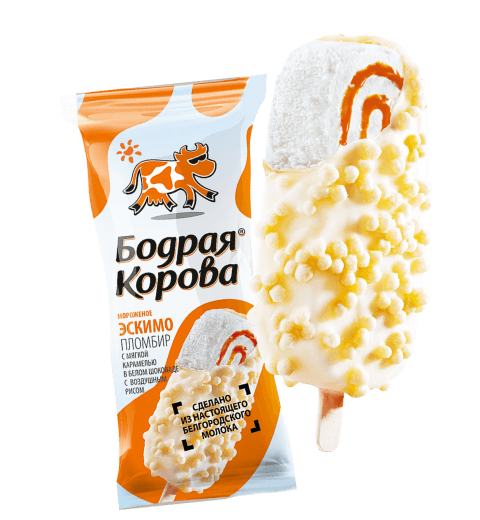 Бодрая®
Корова
МОРОЖЕНОЕ
ЭСКИМО
ПЛОМБИР
С МЯГКОЙ
КАРАМЕЛЬЮ
В БЕЛОМ ШОКОЛАДЕ
С ВОЗДУШНЫМ
РИСОМ
СДЕЛАНО
ИЗ НАСТОЯЩЕГО
БЕЛГОРОДСКОГО
МОЛОКА